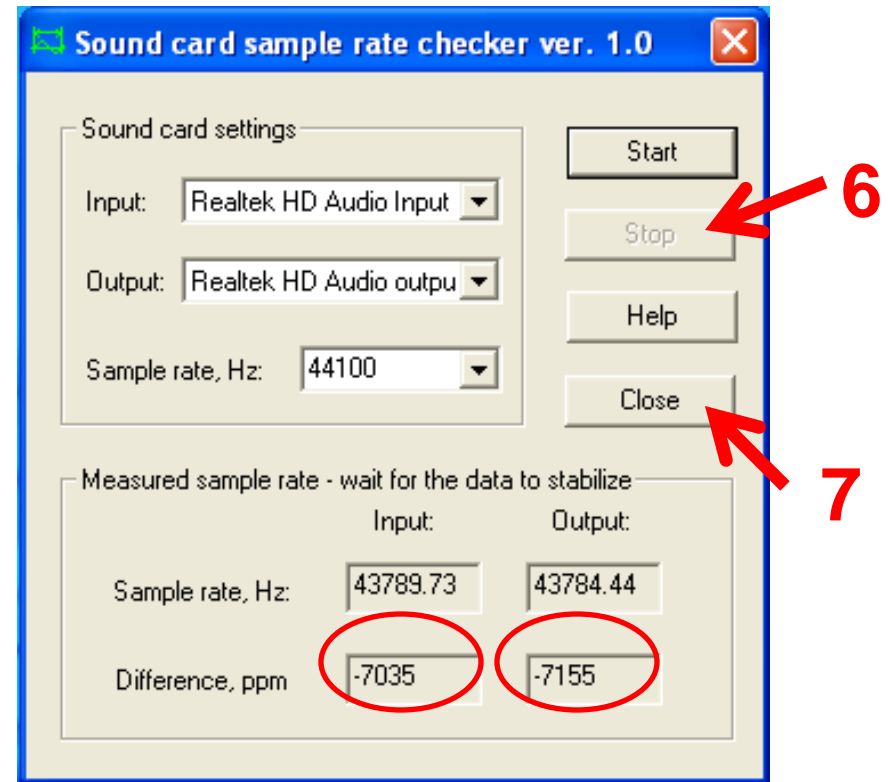 Sound card sample rate checker ver. 1.0
Sound card settings
Start
6
Input: Realtek HD Audio Input
Stop
Output: Realtek HD Audio outpu
Help
Sample rate, Hz: 44100
Close
7
Measured sample rate - wait for the data to stabilize
Input: Output:
Sample rate, Hz: 43789.73 43784.44
Difference, ppm -7035 -7155